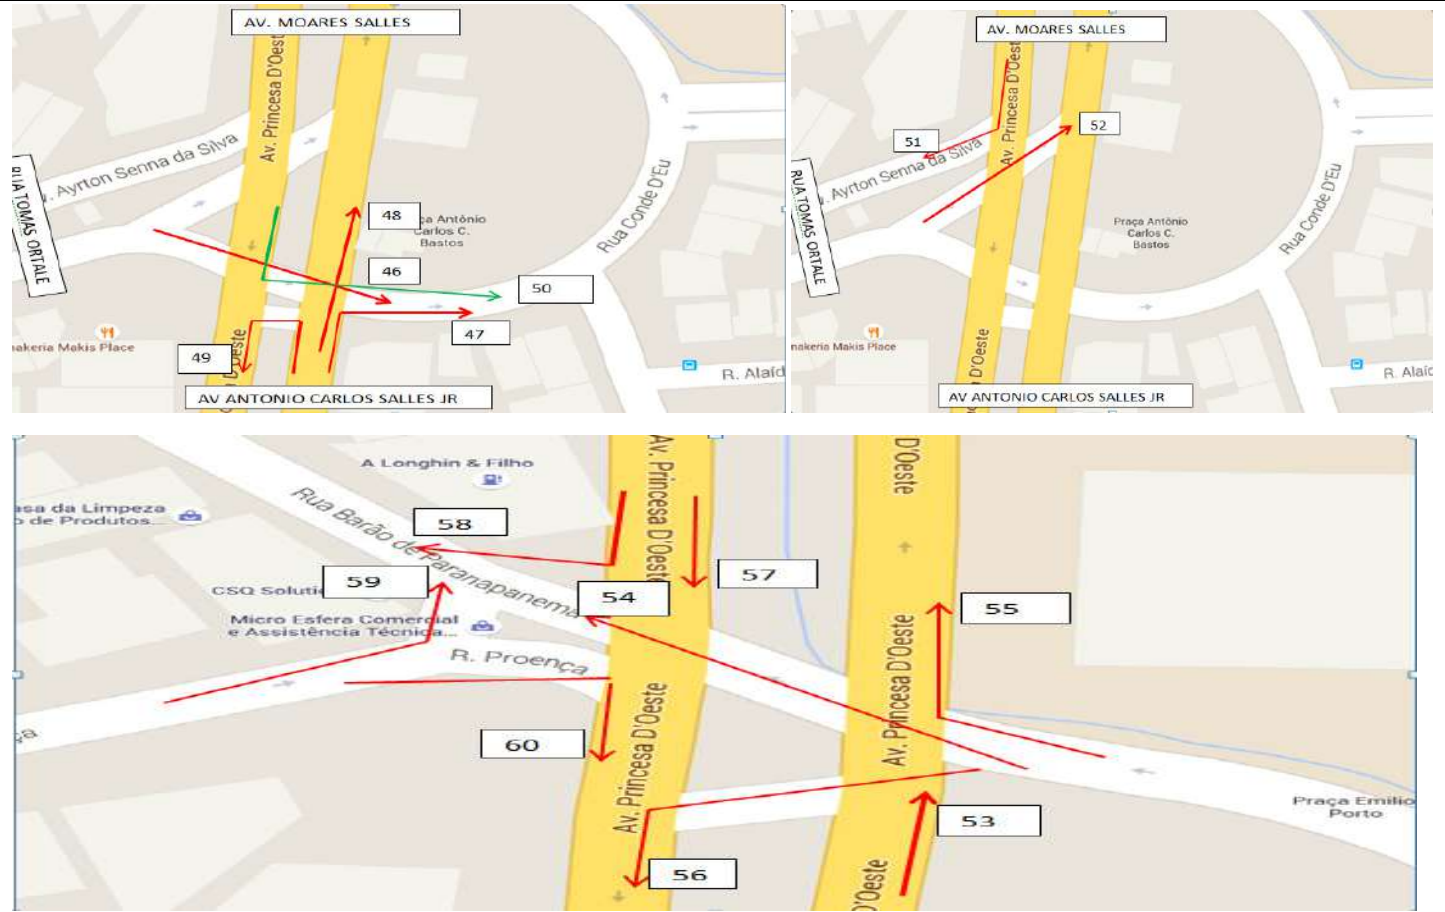 AV. MOARES SALLES
Av. Princesa D'Oest
Ayrton Senna da Silva
RUA TOMAS ORTALE
48
ça Antônio
Carlos C.
Bastos
Rua Conde D'Eu
46
50
47
49
nakeria Makis Place
D'Oeste
R. Alaíd
AV ANTONIO CARLOS SALLES JR
AV. MOARES SALLES
Av. Princesa D'Oest
52
51
Ayrton Senna da Silva
RUA TOMAS ORTALE
Praça Antônio
Carlos C.
Bastos
Rua Conde D'Eu
nakeria Makis Place
D'Oeste
R. Alaíd
AV ANTONIO CARLOS SALLES JR
A Longhin & Filho
Av. Princesa D'Oeste
D'Oeste
asa da Limpeza
o de Produtos...
Rua Barão de Paranapanema
58
59
57
CSQ Soluti
54
55
Micro Esfera Comercial
e Assistência Técnica...
R. Proença
Av. Princesa D'Oeste
Av. Princesa D'Oeste
ça
60
53
Praça Emilio
Porto
56
D'Oeste